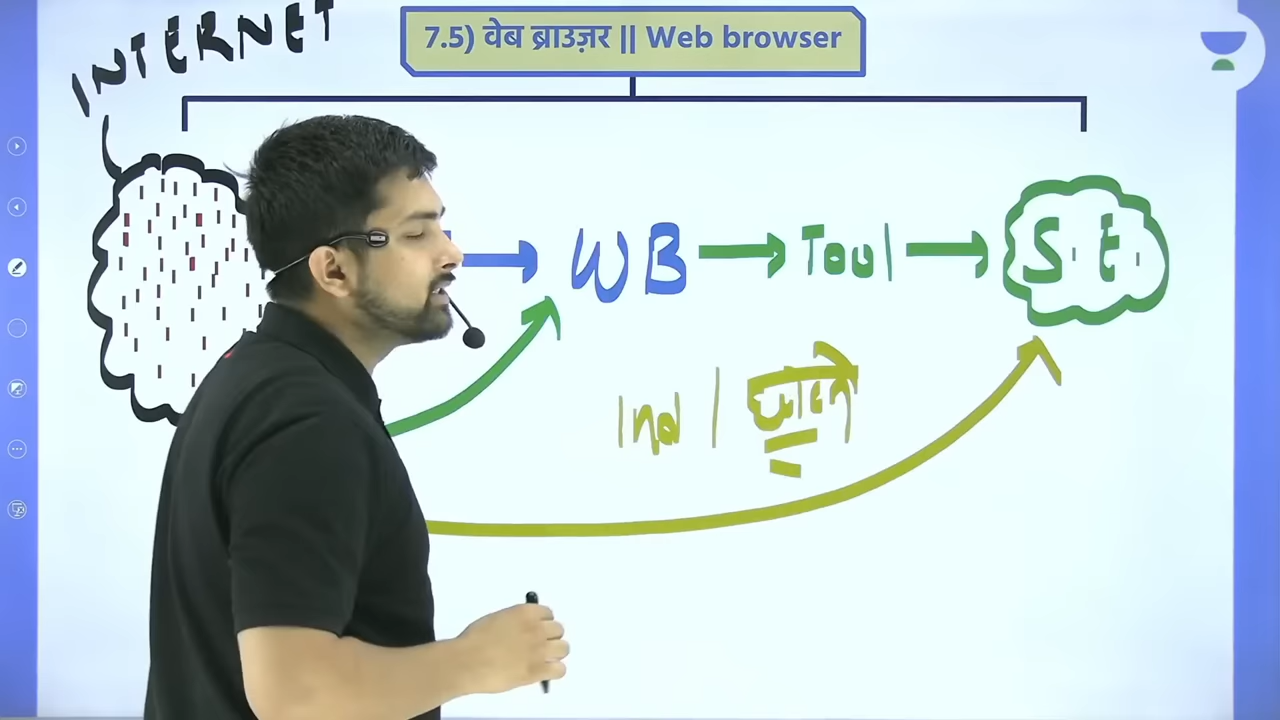 INTERNET
7.5) वेब ब्राउज़र || Web browser
WB → Tool → S.E
Ind |